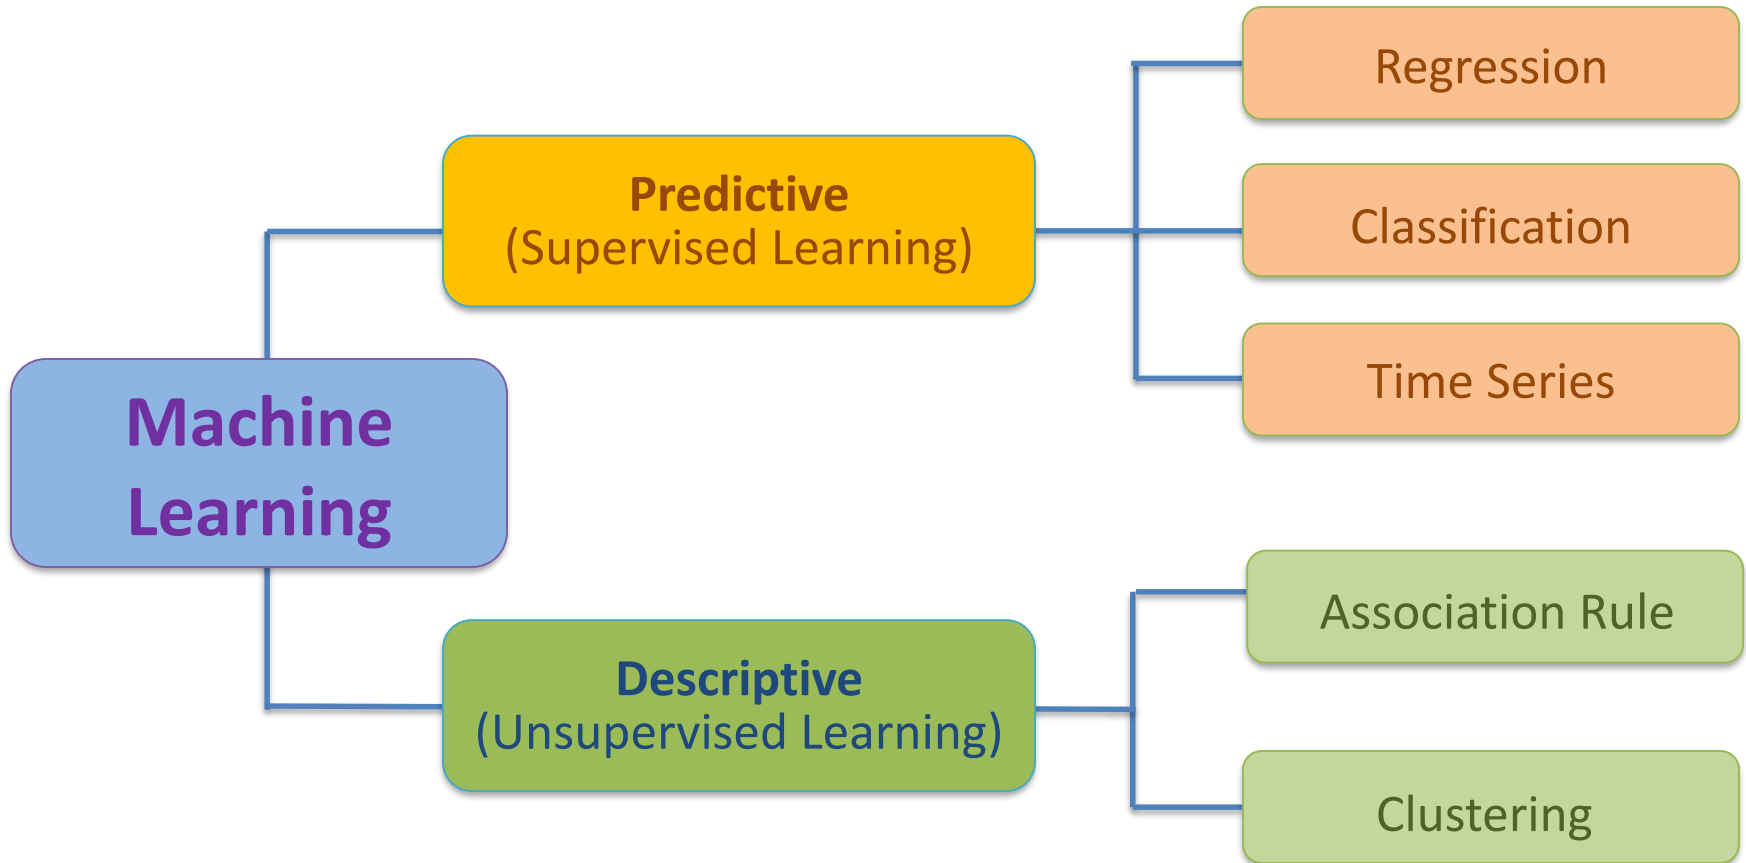 Machine
Learning
Predictive
(Supervised Learning)
Regression
Classification
Time Series
Descriptive
(Unsupervised Learning)
Association Rule
Clustering